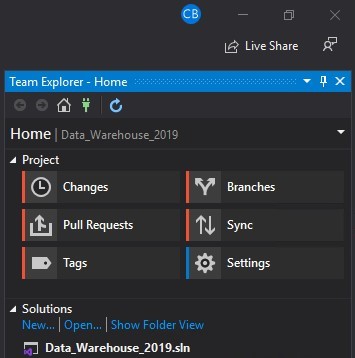 CB
Live Share
Team Explorer - Home
Home | Data_Warehouse_2019
Project
Changes
Branches
Pull Requests
Sync
Tags
Settings
Solutions
New... | Open... | Show Folder View
Data_Warehouse_2019.sln